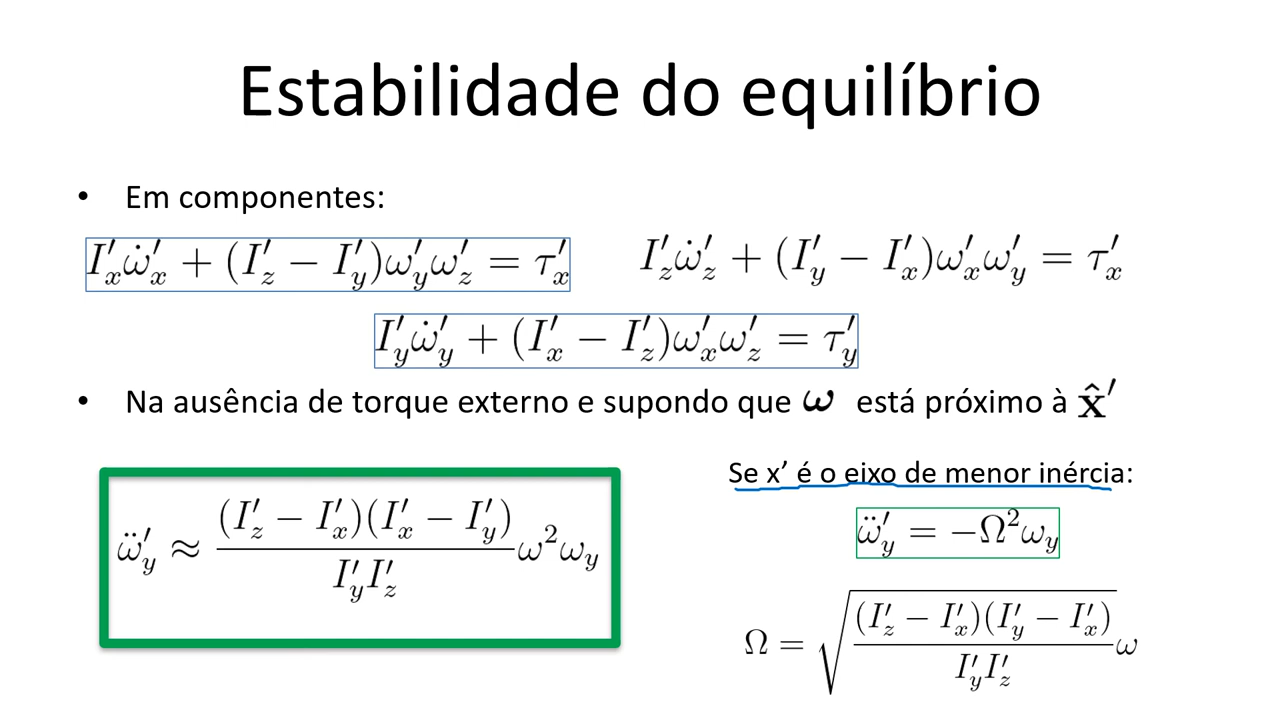 Estabilidade do equilíbrio
• Em componentes:
I′_x ω̇′_x + (I′_z − I′_y)ω′_y ω′_z = τ′_x
I′_z ω̇′_z + (I′_y − I′_x)ω′_x ω′_y = τ′_x
I′_y ω̇′_y + (I′_x − I′_z)ω′_x ω′_z = τ′_y
• Na ausência de torque externo e supondo que ω está próximo à x̂′
ω̈′_y ≈ (I′_z − I′_x)(I′_x − I′_y) / I′_y I′_z ω² ω_y
Se x’ é o eixo de menor inércia:
ω̈′_y = −Ω² ω_y
Ω = √((I′_z − I′_x)(I′_y − I′_x) / I′_y I′_z) ω